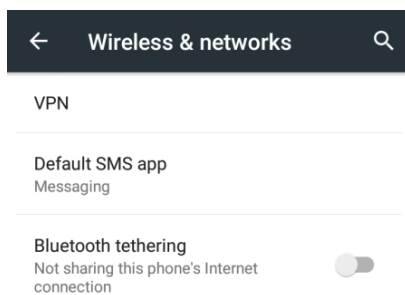 Wireless & networks
VPN
Default SMS app
Messaging
Bluetooth tethering
Not sharing this phone's Internet
connection